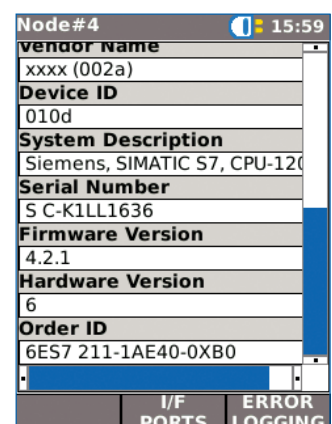 Node#4 15:59
Vendor Name
xxxx (002a)
Device ID
010d
System Description
Siemens, SIMATIC S7, CPU-120
Serial Number
S C-K1LL1636
Firmware Version
4.2.1
Hardware Version
6
Order ID
6ES7 211-1AE40-0XB0
I/F ERROR
PORTS LOGGING